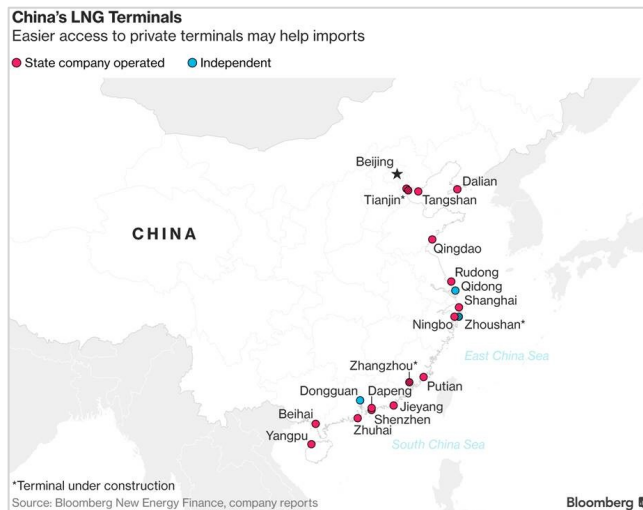 China's LNG Terminals
Easier access to private terminals may help imports
State company operated
Independent
Beijing
Dalian
Tianjin*
Tangshan
CHINA
Qingdao
Rudong
Qidong
Shanghai
Ningbo
Zhoushan*
East China Sea
Zhangzhou*
Putian
Dongguan
Dapeng
Jieyang
Beihai
Shenzhen
Zhuhai
Yangpu
South China Sea
*Terminal under construction
Source: Bloomberg New Energy Finance, company reports
Bloomberg